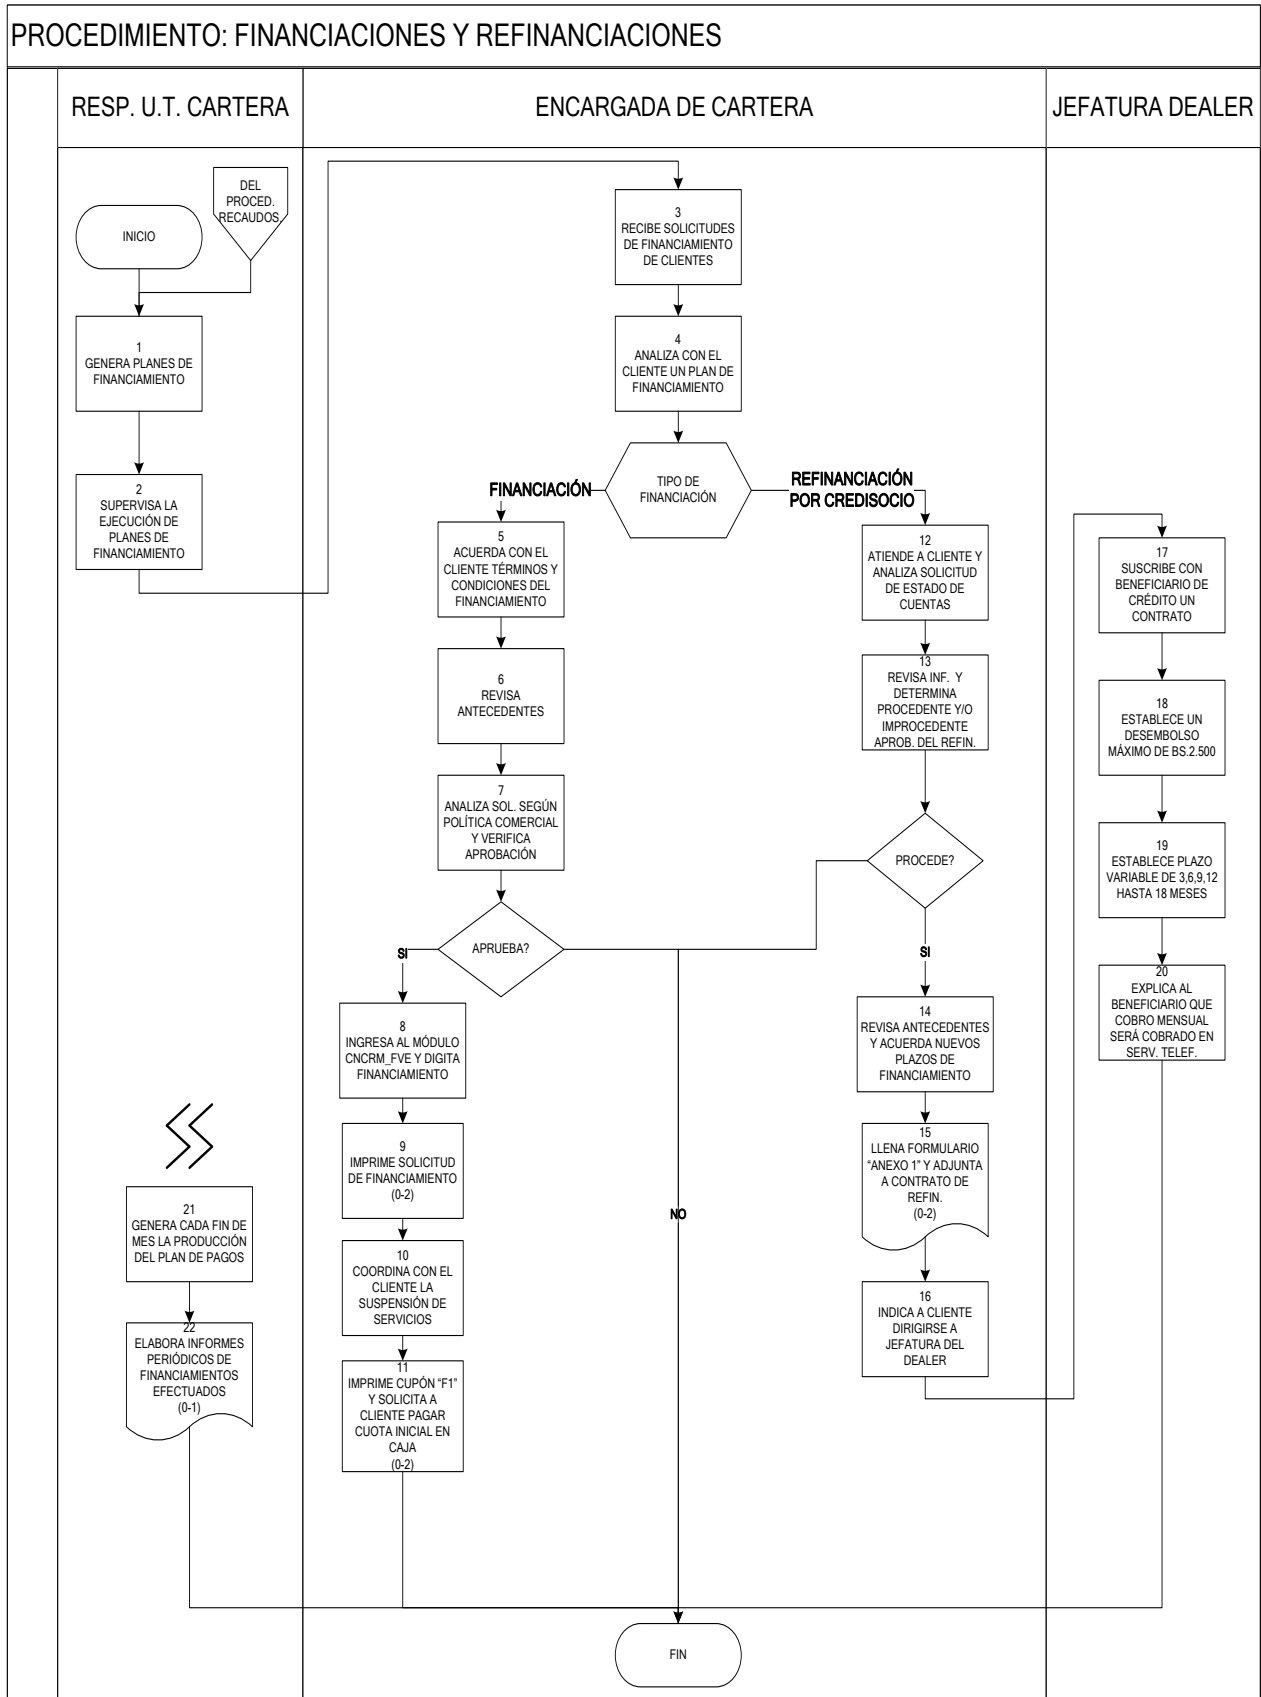 PROCEDIMIENTO: FINANCIACIONES Y REFINANCIACIONES
RESP. U.T. CARTERA
ENCARGADA DE CARTERA
JEFATURA DEALER
DEL
PROCED.
RECAUDOS.
INICIO
1
GENERA PLANES DE
FINANCIAMIENTO
2
SUPERVISA LA
EJECUCIÓN DE
PLANES DE
FINANCIAMIENTO
3
RECIBE SOLICITUDES
DE FINANCIAMIENTO
DE CLIENTES
4
ANALIZA CON EL
CLIENTE UN PLAN DE
FINANCIAMIENTO
TIPO DE
FINANCIACIÓN
FINANCIACIÓN
REFINANCIACIÓN
POR CREDISOCIO
5
ACUERDA CON EL
CLIENTE TÉRMINOS Y
CONDICIONES DEL
FINANCIAMIENTO
6
REVISA
ANTECEDENTES
7
ANALIZA SOL. SEGÚN
POLÍTICA COMERCIAL
Y VERIFICA
APROBACIÓN
APRUEBA?
SI
8
INGRESA AL MÓDULO
CNCRM_FVE Y DIGITA
FINANCIAMIENTO
9
IMPRIME SOLICITUD
DE FINANCIAMIENTO
(0-2)
10
COORDINA CON EL
CLIENTE LA
SUSPENSIÓN DE
SERVICIOS
11
IMPRIME CUPÓN “F1”
Y SOLICITA A
CLIENTE PAGAR
CUOTA INICIAL EN
CAJA
(0-2)
NO
12
ATIENDE A CLIENTE Y
ANALIZA SOLICITUD
DE ESTADO DE
CUENTAS
13
REVISA INF. Y
DETERMINA
PROCEDENTE Y/O
IMPROCEDENTE
APROB. DEL REFIN.
PROCEDE?
SI
14
REVISA ANTECEDENTES
Y ACUERDA NUEVOS
PLAZOS DE
FINANCIAMIENTO
15
LLENA FORMULARIO
“ANEXO 1” Y ADJUNTA
A CONTRATO DE
REFIN.
(0-2)
16
INDICA A CLIENTE
DIRIGIRSE A
JEFATURA DEL
DEALER
17
SUSCRIBE CON
BENEFICIARIO DE
CRÉDITO UN
CONTRATO
18
ESTABLECE UN
DESEMBOLSO
MÁXIMO DE BS.2.500
19
ESTABLECE PLAZO
VARIABLE DE 3,6,9,12
HASTA 18 MESES
20
EXPLICA AL
BENEFICIARIO QUE
COBRO MENSUAL
SERÁ COBRADO EN
SERV. TELEF.
21
GENERA CADA FIN DE
MES LA PRODUCCIÓN
DEL PLAN DE PAGOS
22
ELABORA INFORMES
PERIÓDICOS DE
FINANCIAMIENTOS
EFECTUADOS
(0-1)
FIN